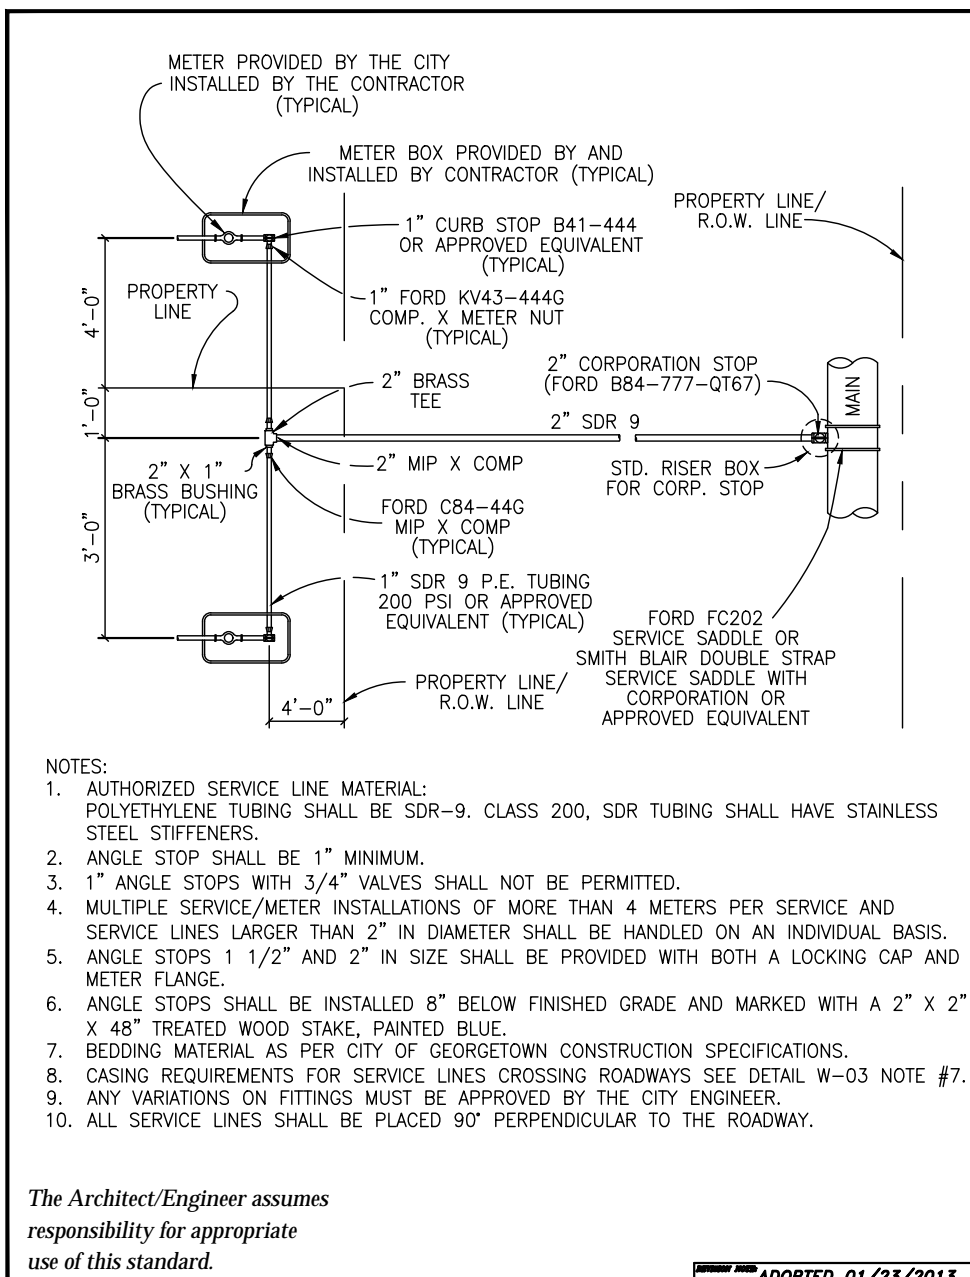 METER PROVIDED BY THE CITY
INSTALLED BY THE CONTRACTOR
(TYPICAL)
METER BOX PROVIDED BY AND
INSTALLED BY CONTRACTOR (TYPICAL)
PROPERTY LINE/
R.O.W. LINE
1" CURB STOP B41-444
OR APPROVED EQUIVALENT
(TYPICAL)
4'-0"
PROPERTY
LINE
1" FORD KV43-444G
COMP. X METER NUT
(TYPICAL)
2" CORPORATION STOP
(FORD B84-777-QT67)
MAIN
2" BRASS
TEE
1'-0"
2" SDR 9
2" X 1"
BRASS BUSHING
(TYPICAL)
2" MIP X COMP
STD. RISER BOX
FOR CORP. STOP
FORD C84-44G
MIP X COMP
(TYPICAL)
3'-0"
1" SDR 9 P.E. TUBING
200 PSI OR APPROVED
EQUIVALENT (TYPICAL)
FORD FC202
SERVICE SADDLE OR
SMITH BLAIR DOUBLE STRAP
SERVICE SADDLE WITH
CORPORATION OR
APPROVED EQUIVALENT
PROPERTY LINE/
R.O.W. LINE
4'-0"
NOTES:
1. AUTHORIZED SERVICE LINE MATERIAL:
POLYETHYLENE TUBING SHALL BE SDR-9. CLASS 200, SDR TUBING SHALL HAVE STAINLESS
STEEL STIFFENERS.
2. ANGLE STOP SHALL BE 1" MINIMUM.
3. 1" ANGLE STOPS WITH 3/4" VALVES SHALL NOT BE PERMITTED.
4. MULTIPLE SERVICE/METER INSTALLATIONS OF MORE THAN 4 METERS PER SERVICE AND
SERVICE LINES LARGER THAN 2" IN DIAMETER SHALL BE HANDLED ON AN INDIVIDUAL BASIS.
5. ANGLE STOPS 1 1/2" AND 2" IN SIZE SHALL BE PROVIDED WITH BOTH A LOCKING CAP AND
METER FLANGE.
6. ANGLE STOPS SHALL BE INSTALLED 8" BELOW FINISHED GRADE AND MARKED WITH A 2" X 2"
X 48" TREATED WOOD STAKE, PAINTED BLUE.
7. BEDDING MATERIAL AS PER CITY OF GEORGETOWN CONSTRUCTION SPECIFICATIONS.
8. CASING REQUIREMENTS FOR SERVICE LINES CROSSING ROADWAYS SEE DETAIL W-03 NOTE #7.
9. ANY VARIATIONS ON FITTINGS MUST BE APPROVED BY THE CITY ENGINEER.
10. ALL SERVICE LINES SHALL BE PLACED 90° PERPENDICULAR TO THE ROADWAY.
The Architect/Engineer assumes
responsibility for appropriate
use of this standard.
ADOPTED 01/23/2013